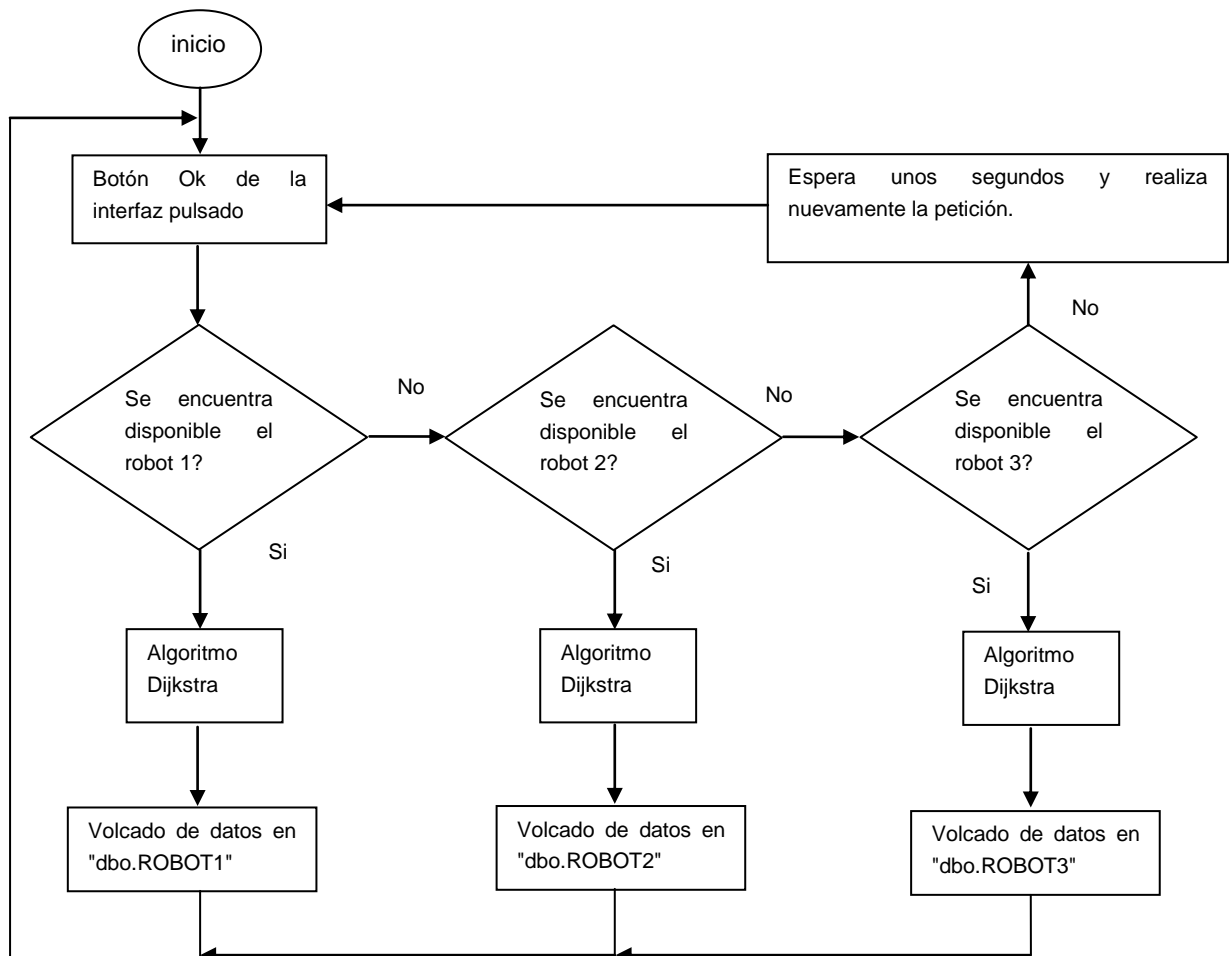 inicio
Botón Ok de la
interfaz pulsado
Espera unos segundos y realiza
nuevamente la petición.
No
No
No
Se encuentra
disponible el
robot 1?
Se encuentra
disponible el
robot 2?
Se encuentra
disponible el
robot 3?
Si
Si
Si
Algoritmo
Dijkstra
Algoritmo
Dijkstra
Algoritmo
Dijkstra
Volcado de datos en
"dbo.ROBOT1"
Volcado de datos en
"dbo.ROBOT2"
Volcado de datos en
"dbo.ROBOT3"